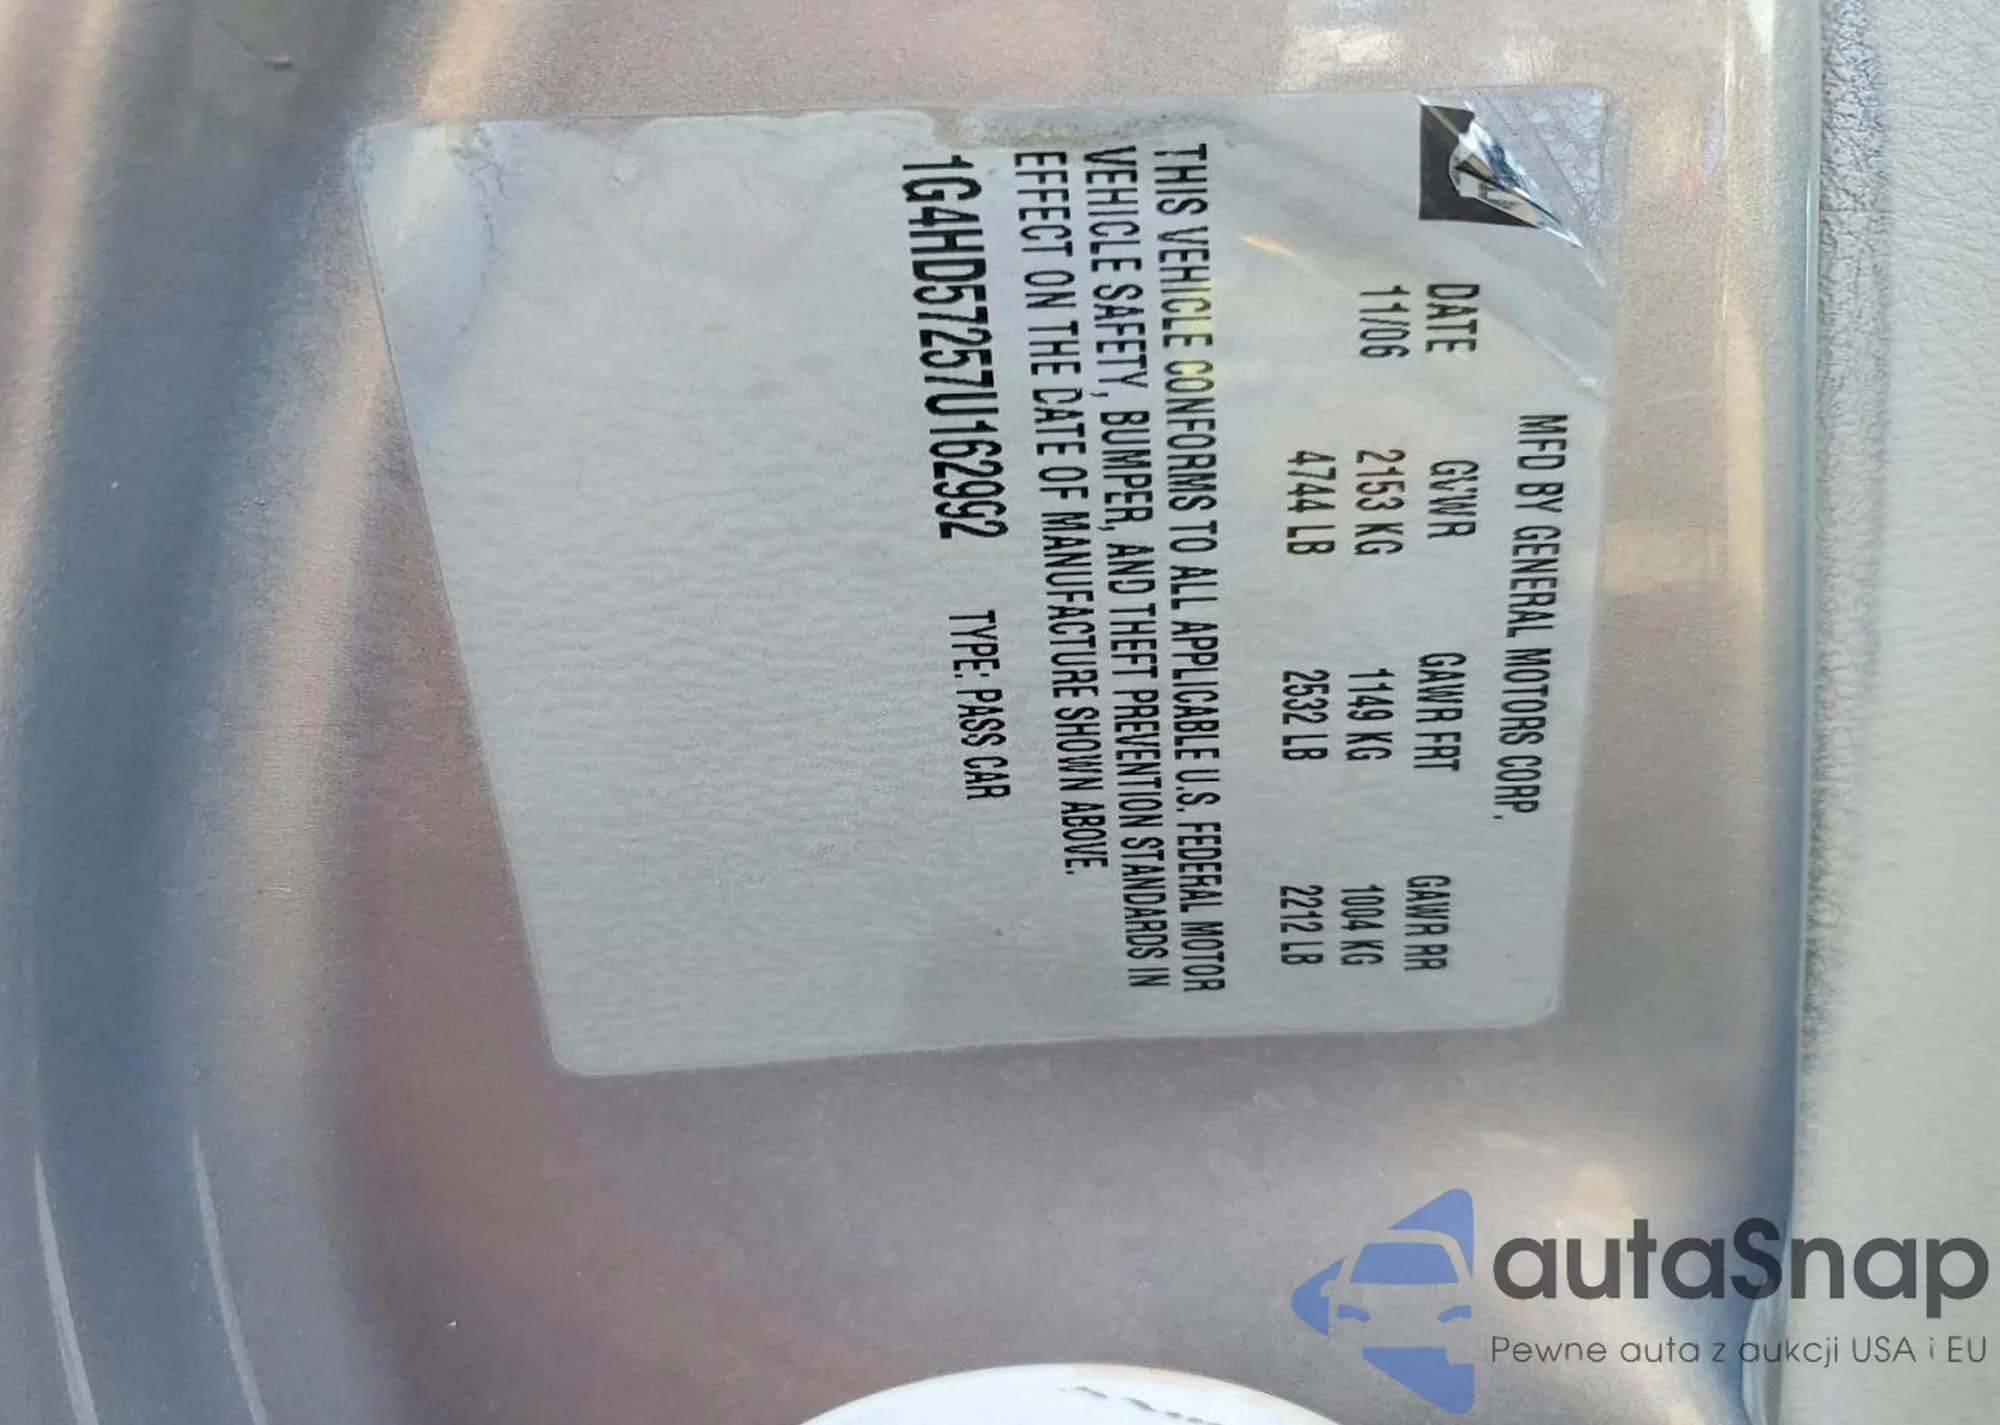 MFD BY GENERAL MOTORS CORP.
DATE GVWR GAWR FRT GAWR RR
11/06 2153 KG 1149 KG 1004 KG
4744 LB 2532 LB 2212 LB
THIS VEHICLE CONFORMS TO ALL APPLICABLE U.S. FEDERAL MOTOR
VEHICLE SAFETY, BUMPER, AND THEFT PREVENTION STANDARDS IN
EFFECT ON THE DATE OF MANUFACTURE SHOWN ABOVE.
1G4HD57257U162992 TYPE: PASS CAR
autaSnap
Pewne auta z aukcji USA i EU